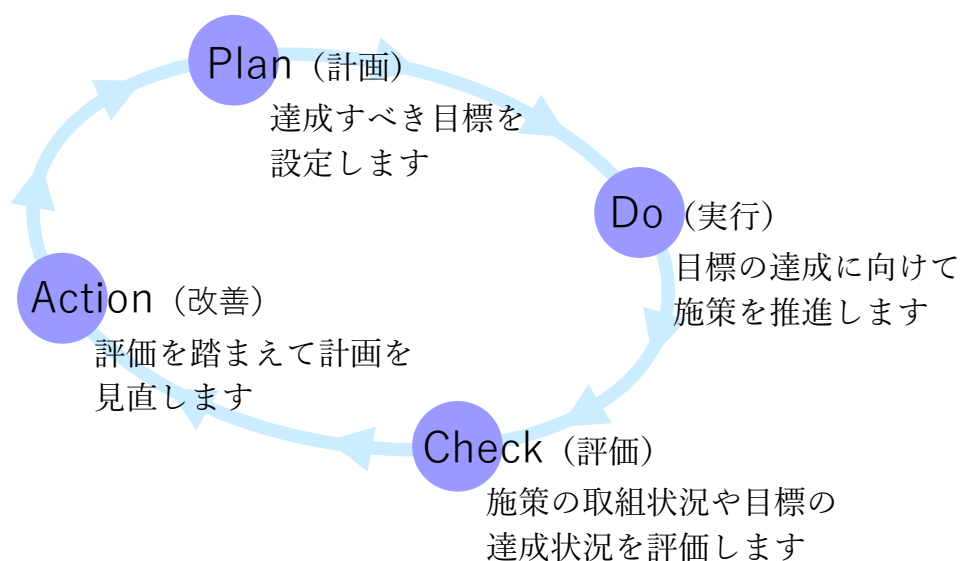 Plan（計画）
達成すべき目標を
設定します
Do（実行）
目標の達成に向けて
施策を推進します
Check（評価）
施策の取組状況や目標の
達成状況を評価します
Action（改善）
評価を踏まえて計画を
見直します